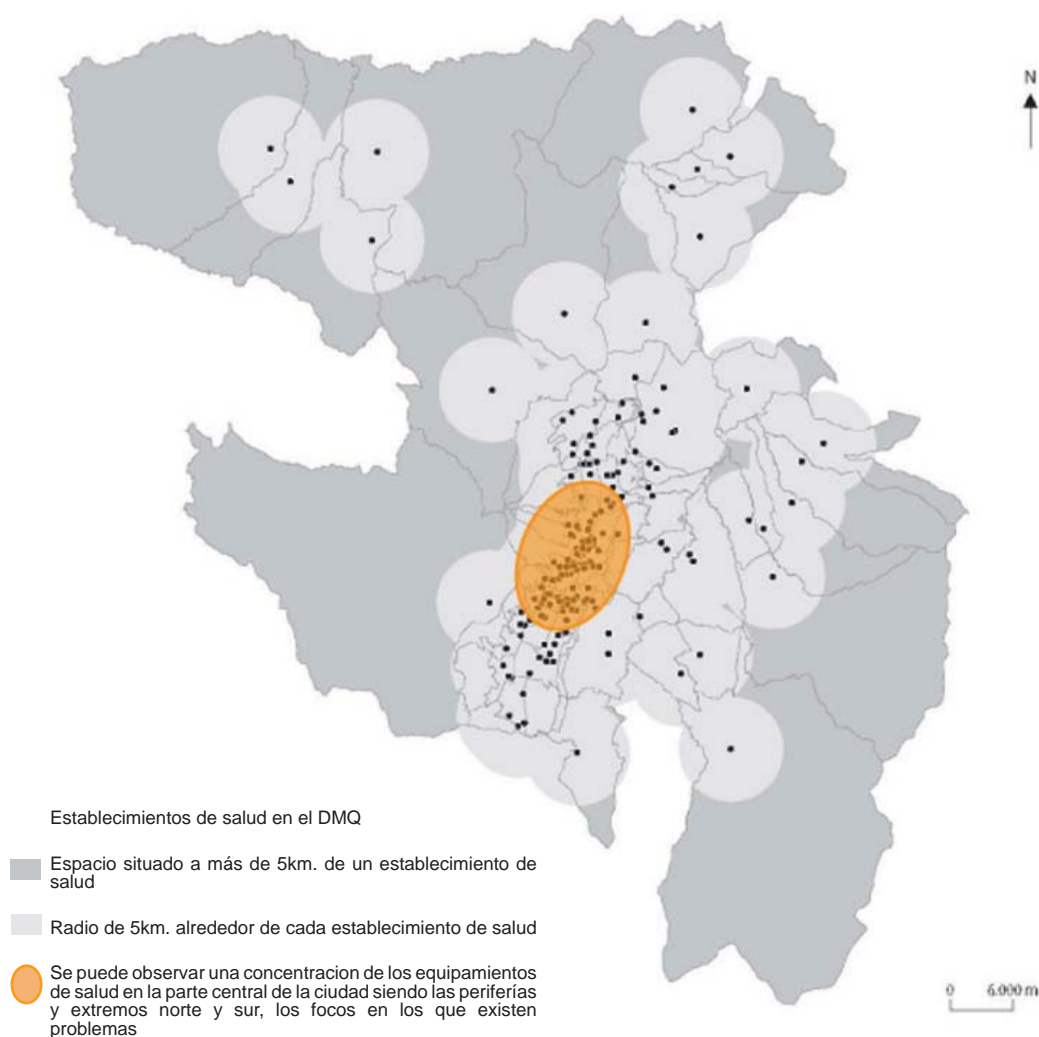 N
Establecimientos de salud en el DMQ
Espacio situado a más de 5km. de un establecimiento de
salud
Radio de 5km. alrededor de cada establecimiento de salud
Se puede observar una concentracion de los equipamientos
de salud en la parte central de la ciudad siendo las periferías
y extremos norte y sur, los focos en los que existen
problemas
0 6.000 m